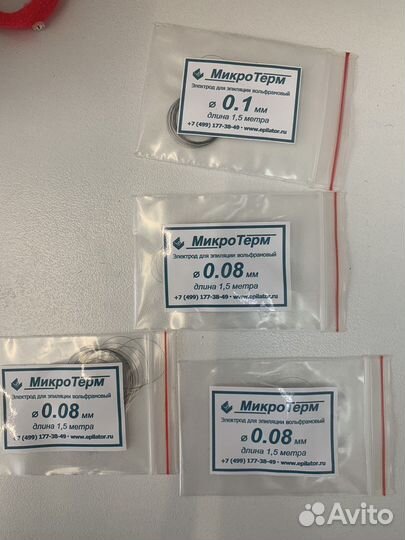 МикроТерм
Электрод для эпиляции вольфрамовый
⌀ 0.1 мм
длина 1,5 метра
+7 (499) 177-38-49 • www.epilator.ru
МикроТерм
Электрод для эпиляции вольфрамовый
⌀ 0.08 мм
длина 1,5 метра
+7 (499) 177-38-49 • www.epilator.ru
МикроТерм
Электрод для эпиляции вольфрамовый
⌀ 0.08 мм
длина 1,5 метра
+7 (499) 177-38-49 • www.epilator.ru
МикроТерм
Электрод для эпиляции вольфрамовый
⌀ 0.08 мм
длина 1,5 метра
+7 (499) 177-38-49 • www.epilator.ru
Avito